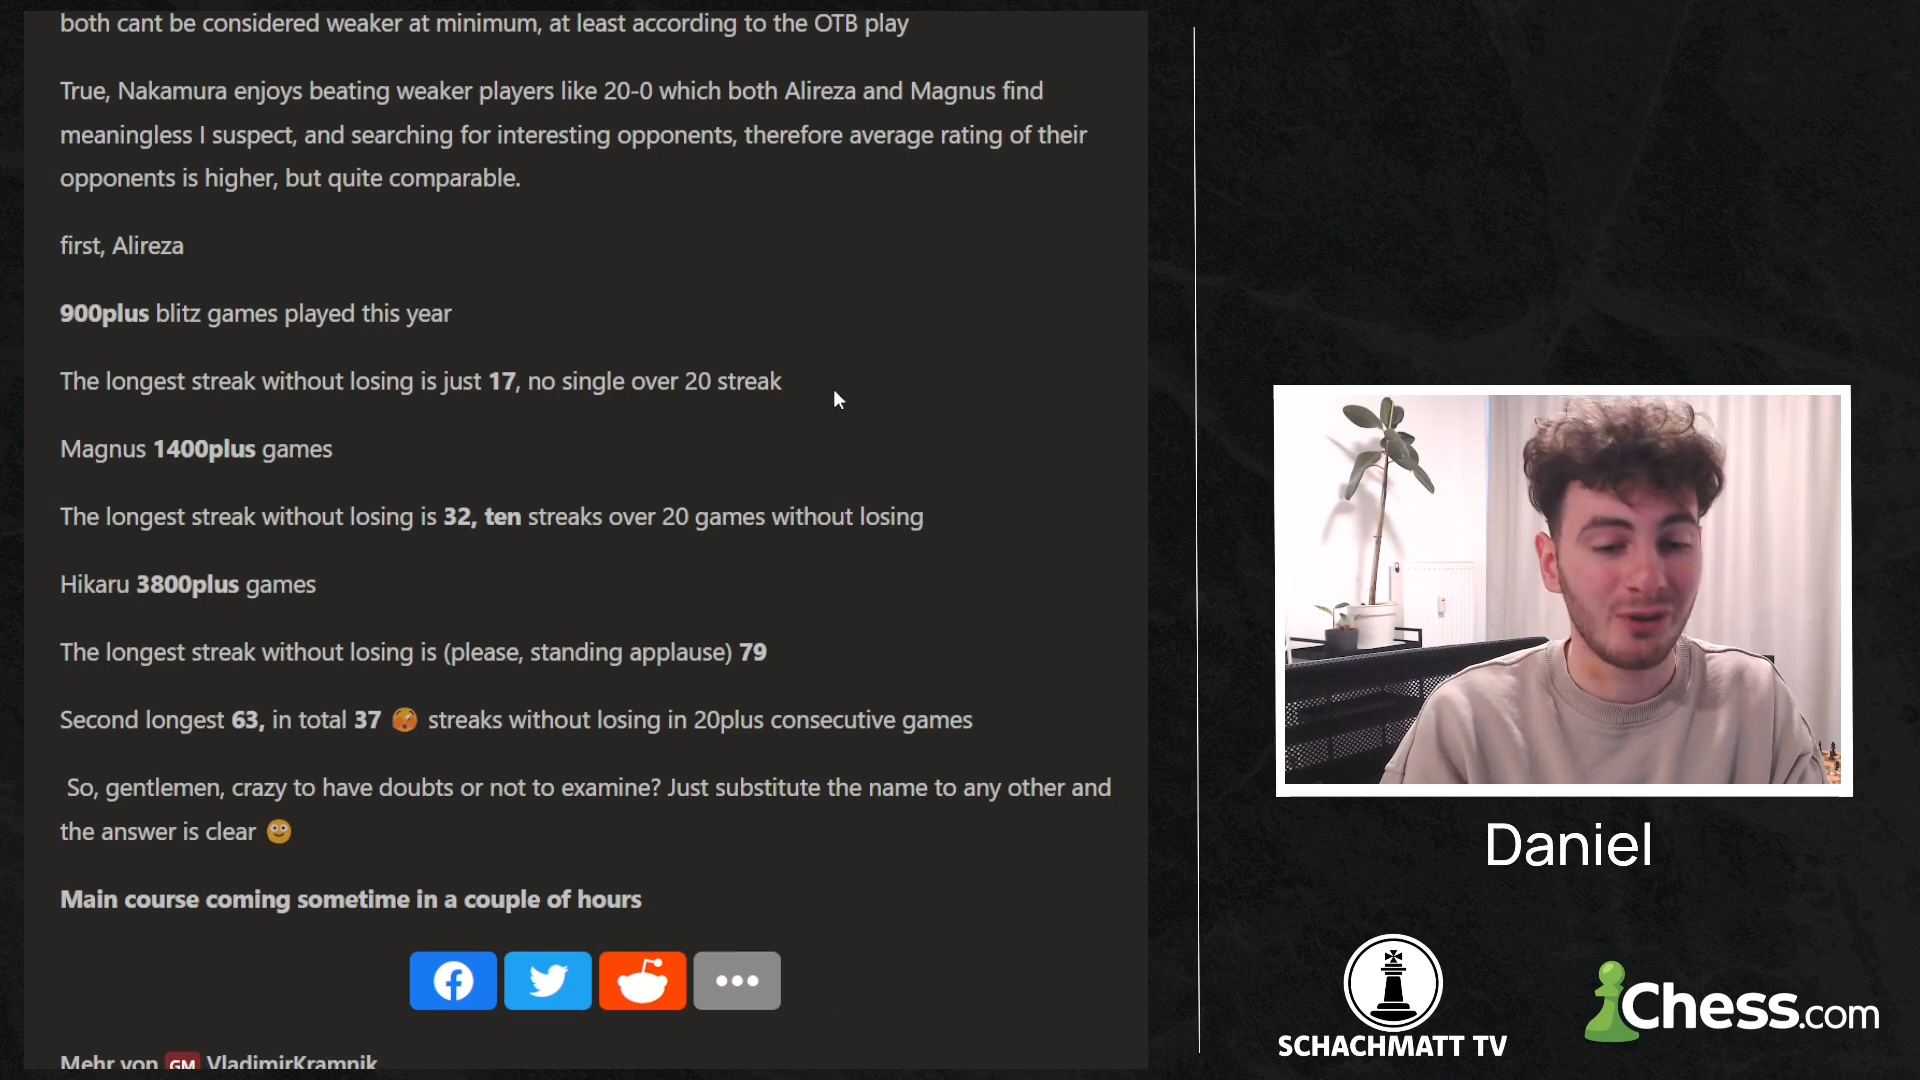 both cant be considered weaker at minimum, at least according to the OTB play
True, Nakamura enjoys beating weaker players like 20-0 which both Alireza and Magnus find
meaningless I suspect, and searching for interesting opponents, therefore average rating of their
opponents is higher, but quite comparable.
first, Alireza
900plus blitz games played this year
The longest streak without losing is just 17, no single over 20 streak
Magnus 1400plus games
The longest streak without losing is 32, ten streaks over 20 games without losing
Hikaru 3800plus games
The longest streak without losing is (please, standing applause) 79
Second longest 63, in total 37 streaks without losing in 20plus consecutive games
So, gentlemen, crazy to have doubts or not to examine? Just substitute the name to any other and
the answer is clear
Main course coming sometime in a couple of hours
Mehr von GM VladimirKramnik
Daniel
SCHACHMATT TV
Chess.com